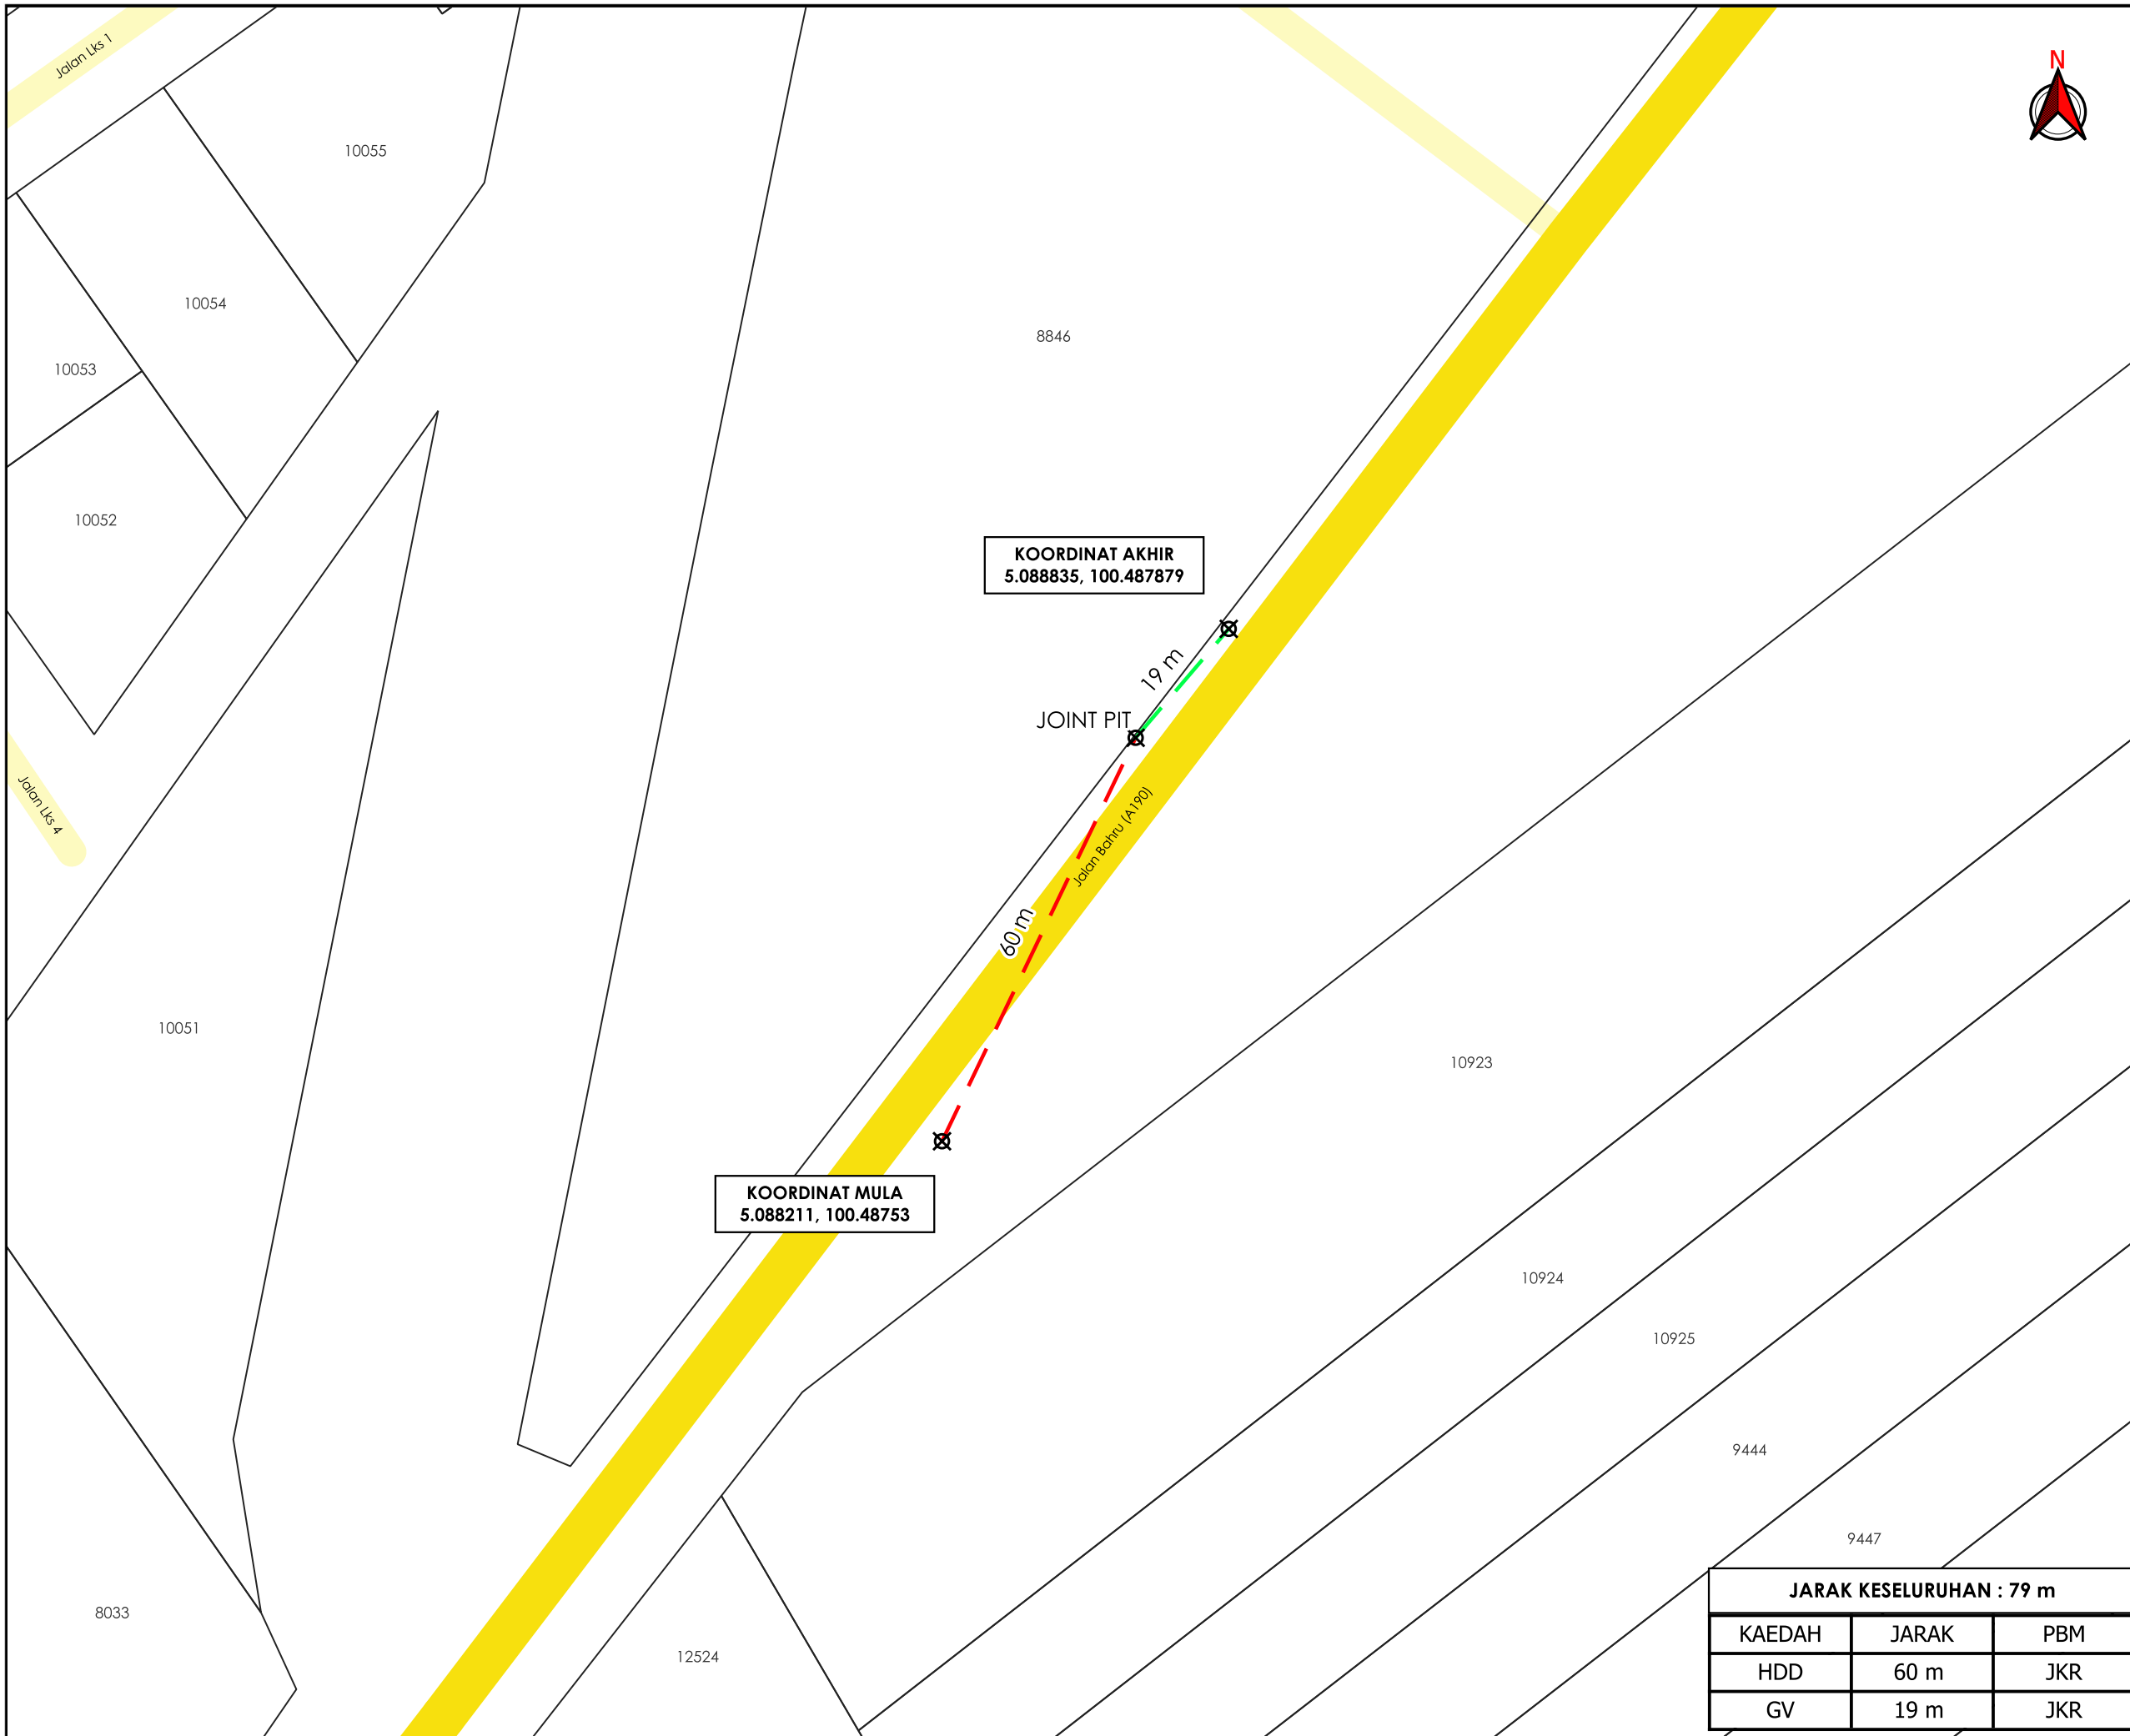 Jalan Lks 1
N
10055
10054
8846
10053
10052
KOORDINAT AKHIR
5.088835, 100.487879
19 m
JOINT PIT
Jalan Lks 4
Jalan Bahru (A190)
60 m
10051
10923
KOORDINAT MULA
5.088211, 100.48753
10924
10925
9444
9447
8033
12524
JARAK KESELURUHAN : 79 m
KAEDAH JARAK PBM
HDD 60 m JKR
GV 19 m JKR